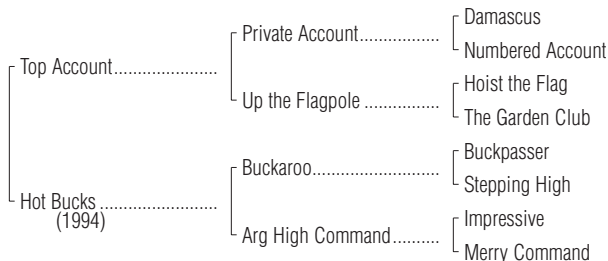 Damascus
Private Account..................
Numbered Account
Top Account.......................
Hoist the Flag
Up the Flagpole .................
The Garden Club
Buckpasser
Buckaroo............................
Stepping High
Hot Bucks ..........................
(1994)
Impressive
Arg High Command..........
Merry Command